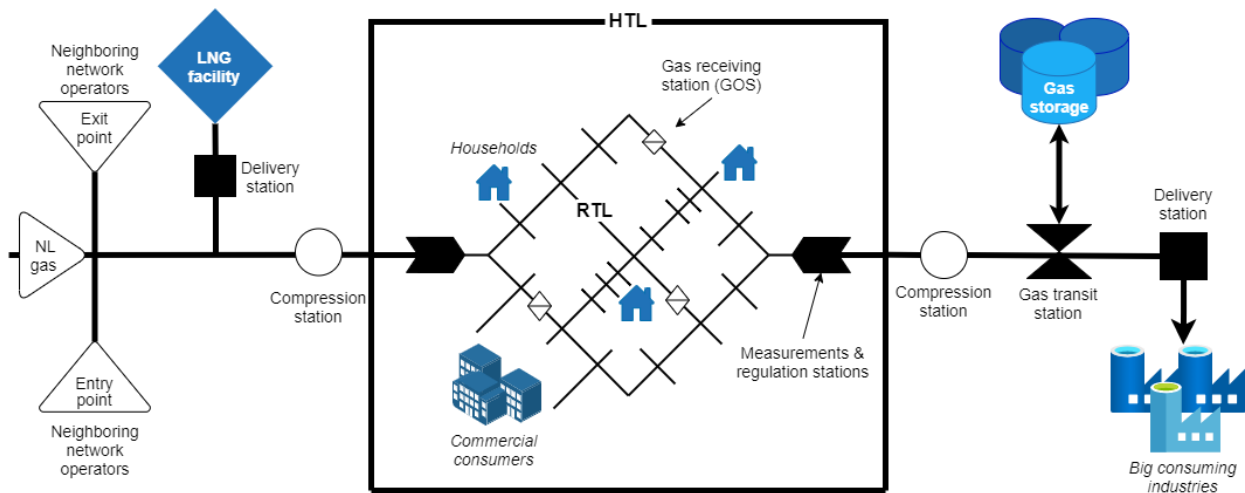 HTL
Neighboring
network
operators
Exit
point
LNG
facility
Delivery
station
NL
gas
Compression
station
Entry
point
Neighboring
network
operators
Gas receiving
station (GOS)
Households
RTL
Measurements &
regulation stations
Commercial
consumers
Gas
storage
Compression
station
Gas transit
station
Delivery
station
Big consuming
industries